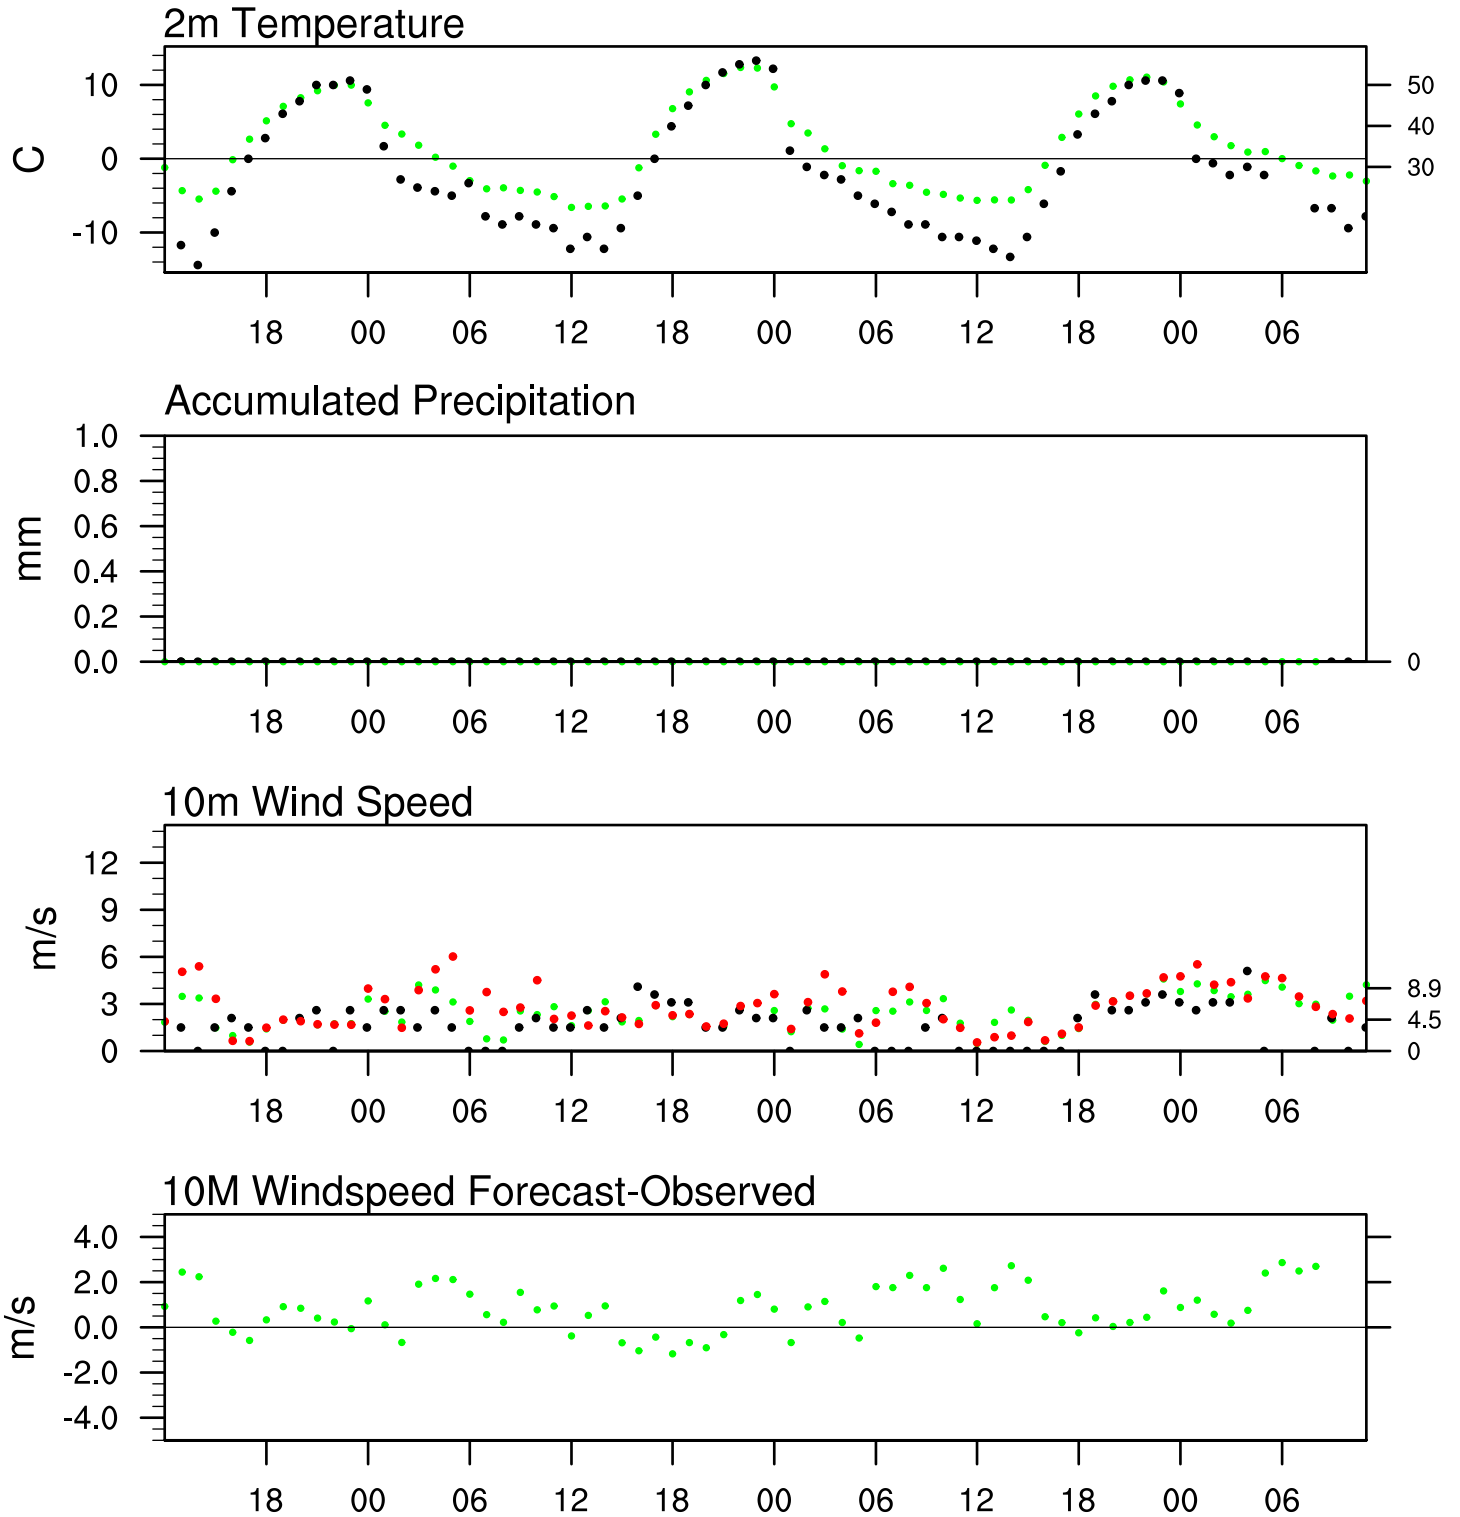 2m Temperature
10
0
-10
C
50
40
30
18 00 06 12 18 00 06 12 18 00 06
Accumulated Precipitation
1.0
0.8
0.6
0.4
0.2
0.0
mm
0
18 00 06 12 18 00 06 12 18 00 06
10m Wind Speed
12
9
6
3
0
m/s
8.9
4.5
0
18 00 06 12 18 00 06 12 18 00 06
10M Windspeed Forecast-Observed
4.0
2.0
0.0
-2.0
-4.0
m/s
18 00 06 12 18 00 06 12 18 00 06